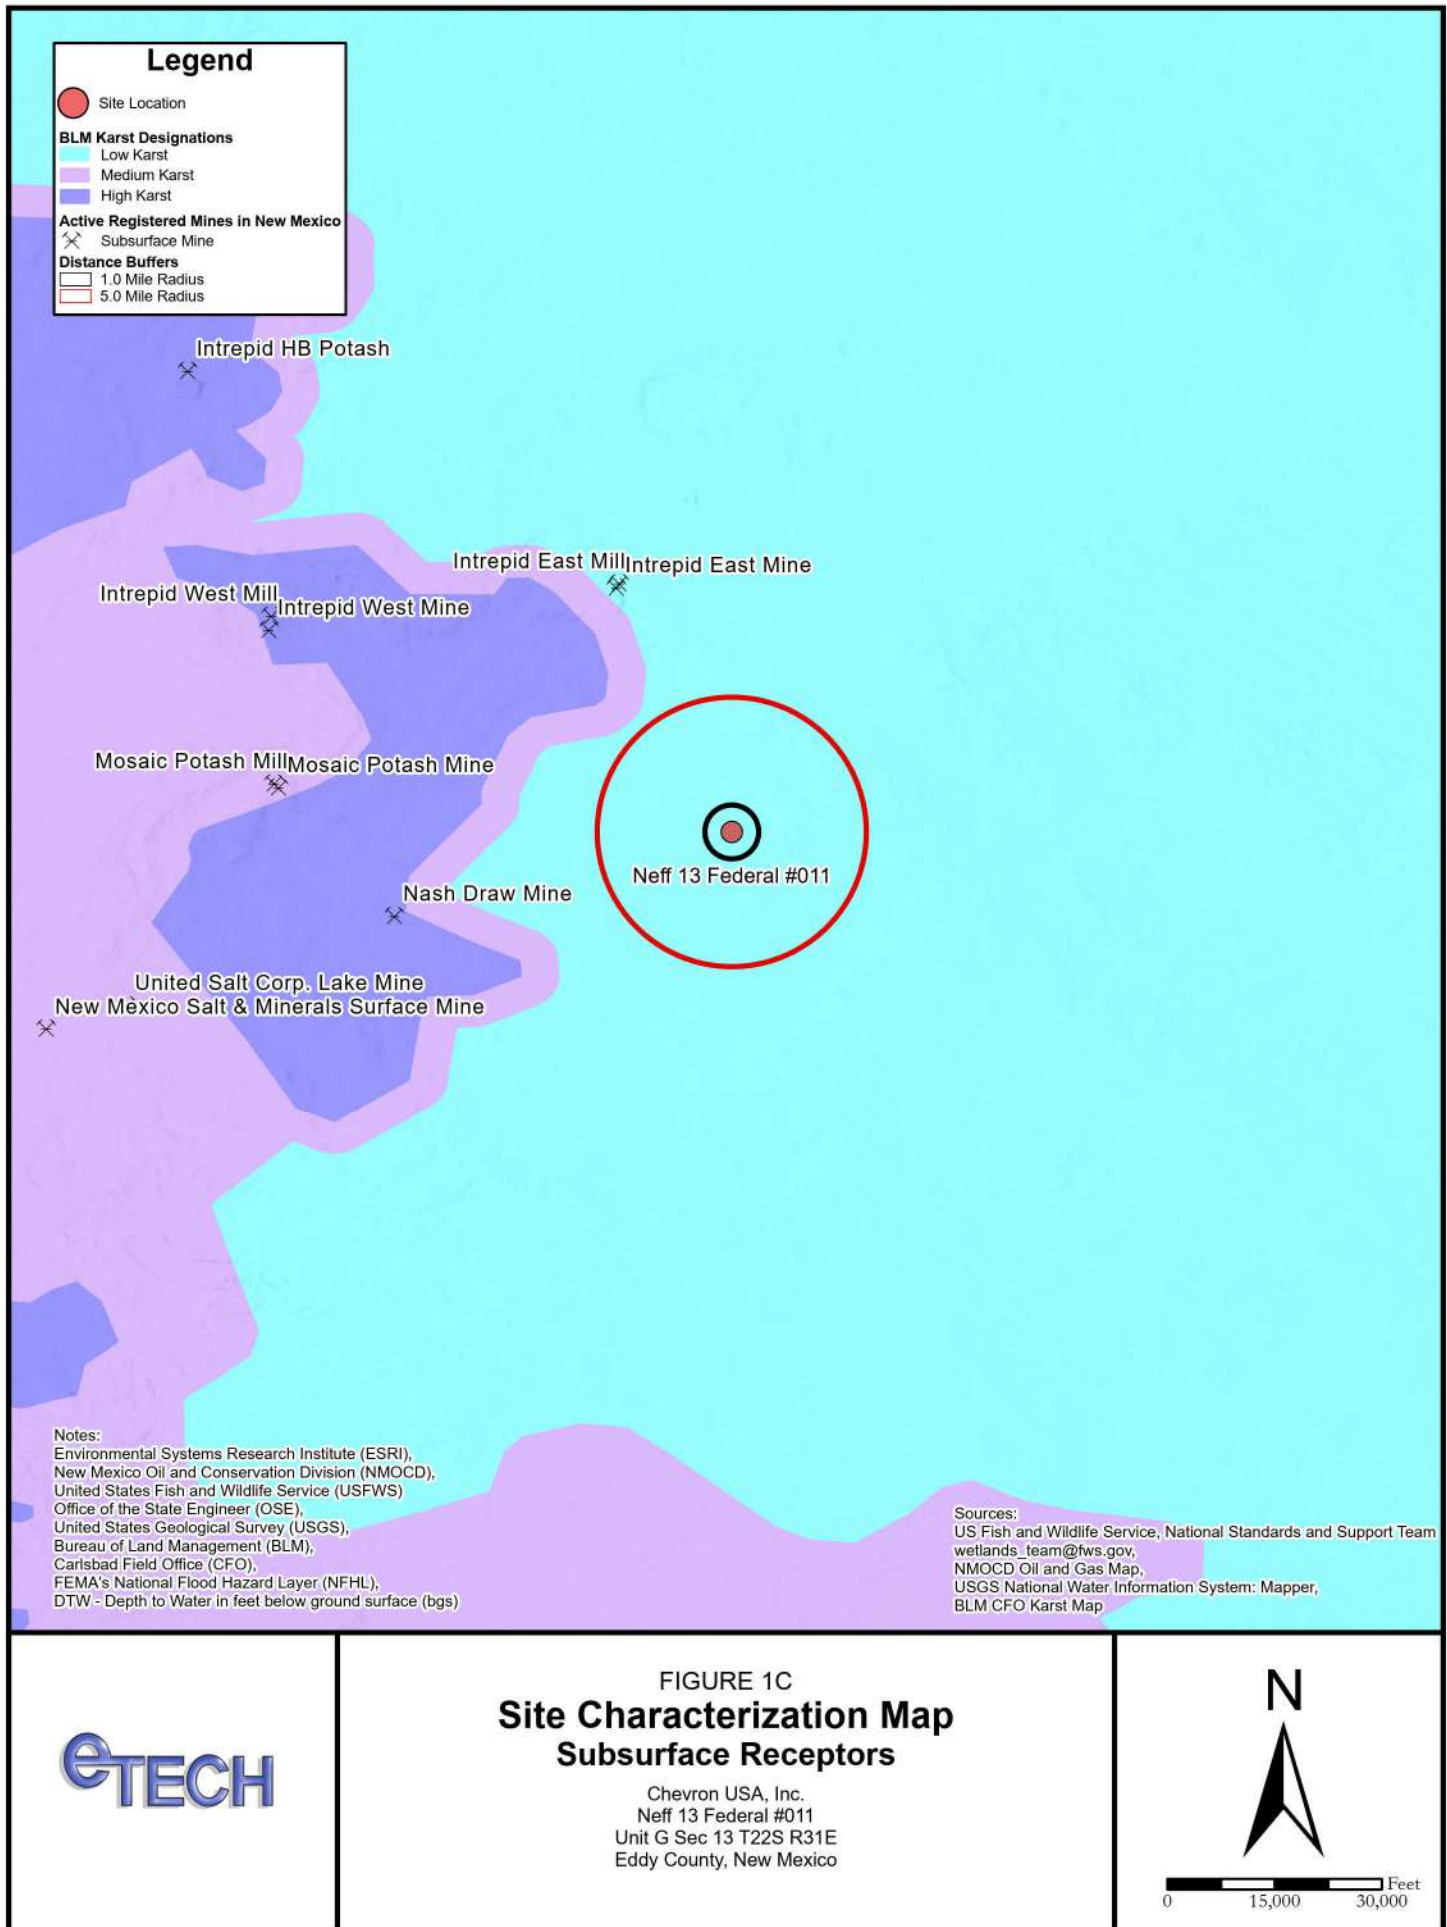 Legend
Site Location
BLM Karst Designations
Low Karst
Medium Karst
High Karst
Active Registered Mines in New Mexico
Subsurface Mine
Distance Buffers
1.0 Mile Radius
5.0 Mile Radius
Intrepid HB Potash
Intrepid East Mill
Intrepid East Mine
Intrepid West Mill
Intrepid West Mine
Mosaic Potash Mill
Mosaic Potash Mine
Neff 13 Federal #011
Nash Draw Mine
United Salt Corp. Lake Mine
New Mexico Salt & Minerals Surface Mine
Notes:
Environmental Systems Research Institute (ESRI),
New Mexico Oil and Conservation Division (NMOCD),
United States Fish and Wildlife Service (USFWS)
Office of the State Engineer (OSE),
United States Geological Survey (USGS),
Bureau of Land Management (BLM),
Carlsbad Field Office (CFO),
FEMA's National Flood Hazard Layer (NFHL),
DTW - Depth to Water in feet below ground surface (bgs)
Sources:
US Fish and Wildlife Service, National Standards and Support Team
wetlands_team@fws.gov,
NMOCD Oil and Gas Map,
USGS National Water Information System: Mapper,
BLM CFO Karst Map
eTECH
FIGURE 1C
Site Characterization Map
Subsurface Receptors
Chevron USA, Inc.
Neff 13 Federal #011
Unit G Sec 13 T22S R31E
Eddy County, New Mexico
N
Feet
0 15,000 30,000